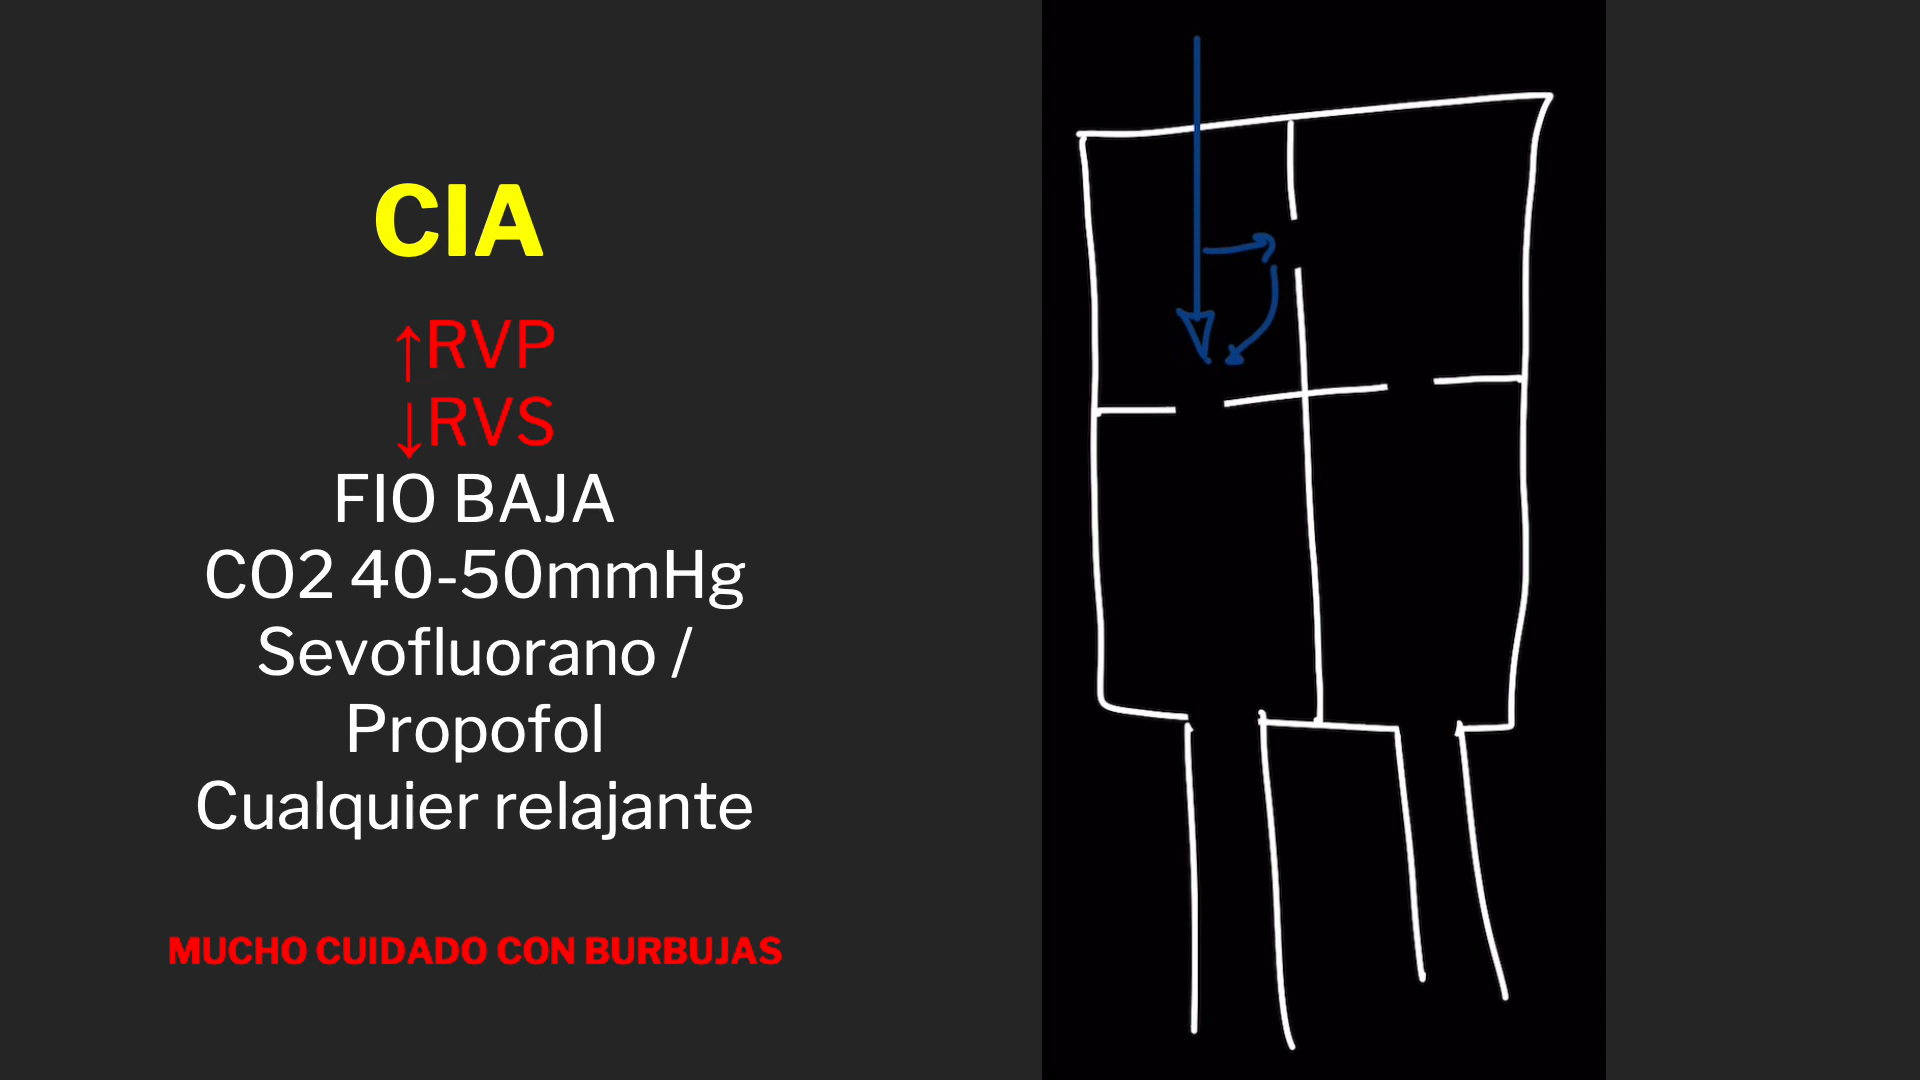 CIA
↑RVP
↓RVS
FIO BAJA
CO2 40-50mmHg
Sevofluorano /
Propofol
Cualquier relajante
MUCHO CUIDADO CON BURBUJAS